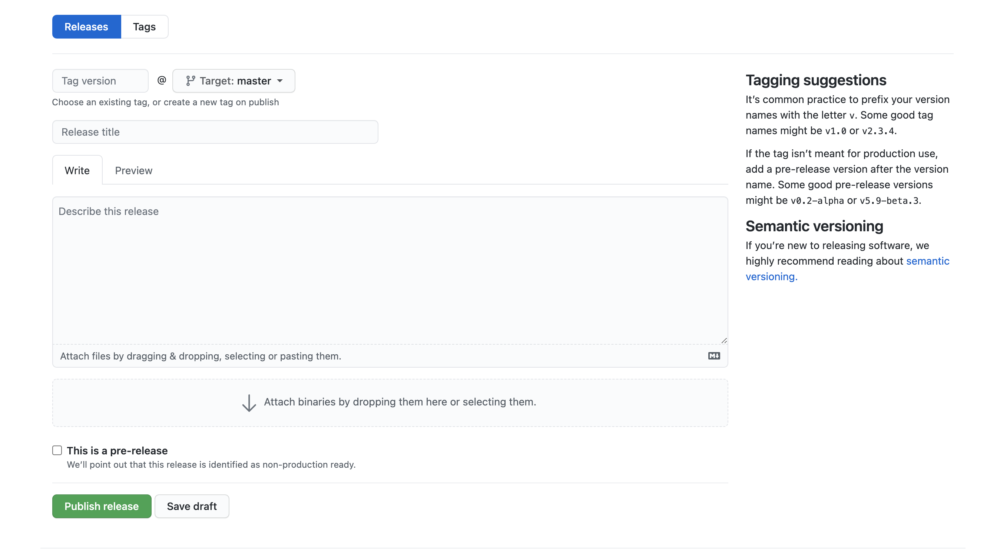 Releases Tags
Tag version @ Target: master
Choose an existing tag, or create a new tag on publish
Release title
Write Preview
Describe this release
Attach files by dragging & dropping, selecting or pasting them.
Attach binaries by dropping them here or selecting them.
This is a pre-release
We'll point out that this release is identified as non-production ready.
Publish release Save draft
Tagging suggestions
It's common practice to prefix your version
names with the letter v. Some good tag
names might be v1.0 or v2.3.4.
If the tag isn't meant for production use,
add a pre-release version after the version
name. Some good pre-release versions
might be v0.2-alpha or v5.9-beta.3.
Semantic versioning
If you're new to releasing software, we
highly recommend reading about semantic
versioning.